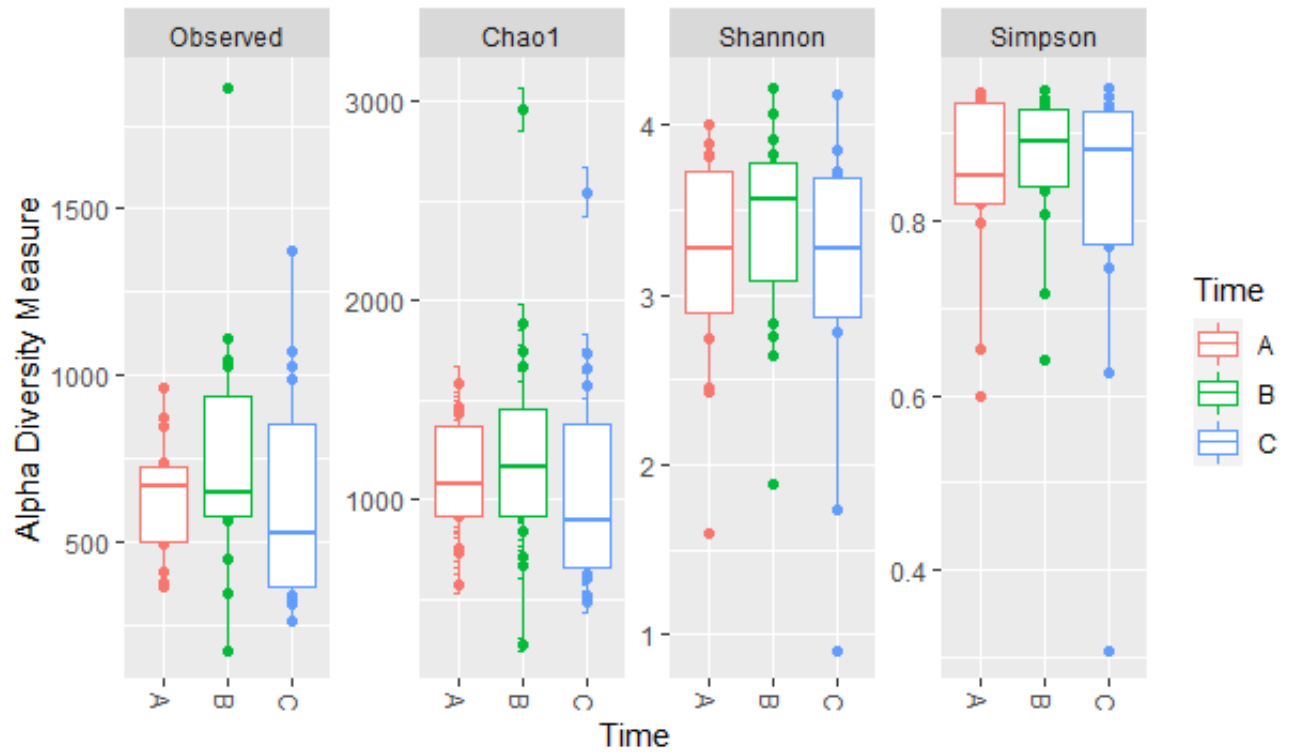 Observed
Chao1
Shannon
Simpson
Alpha Diversity Measure
1500
1000
500
3000
2000
1000
4
3
2
1
0.8
0.6
0.4
A
B
C
A
B
C
A
B
C
A
B
C
Time
Time
A
B
C